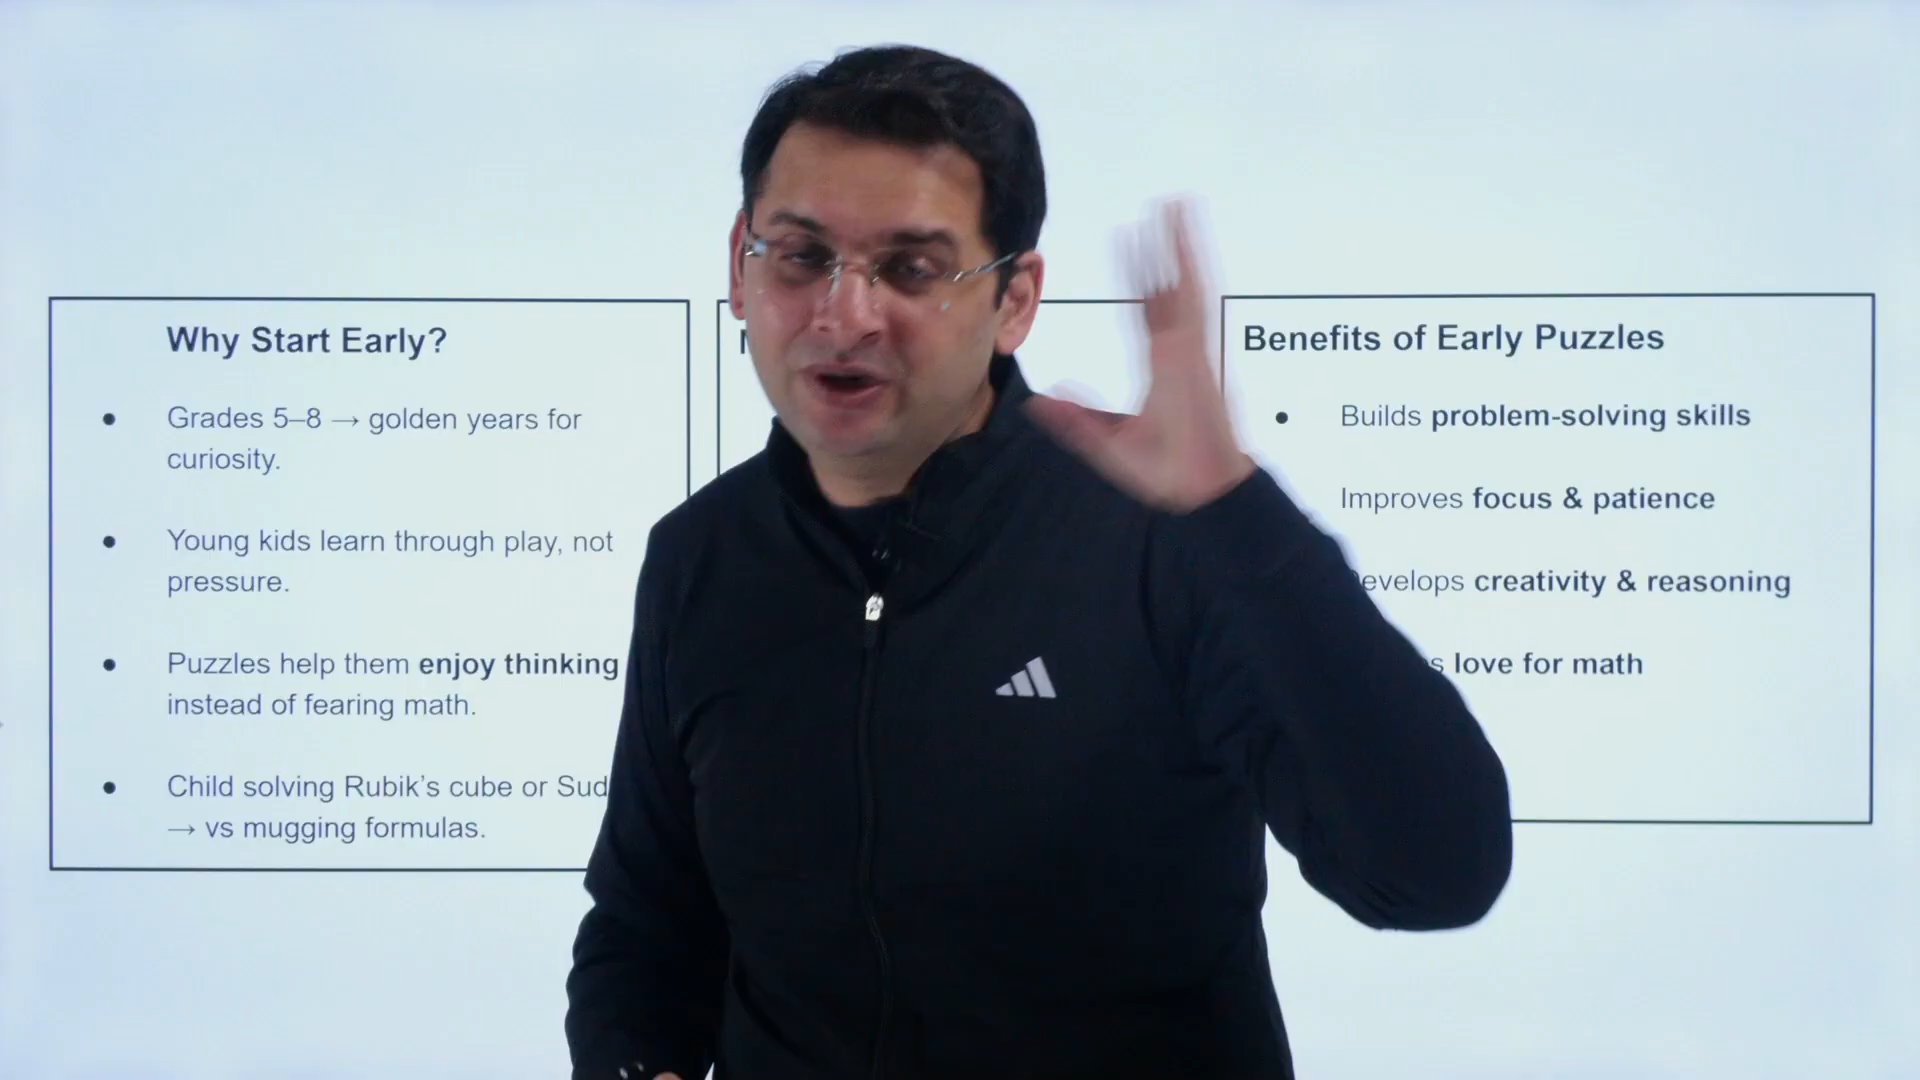 Why Start Early?
● Grades 5–8 → golden years for
curiosity.
● Young kids learn through play, not
pressure.
● Puzzles help them enjoy thinking
instead of fearing math.
● Child solving Rubik’s cube or
→ vs mugging formulas.
Benefits of Early Puzzles
● Builds problem-solving skills
Improves focus & patience
creativity & reasoning
love for math